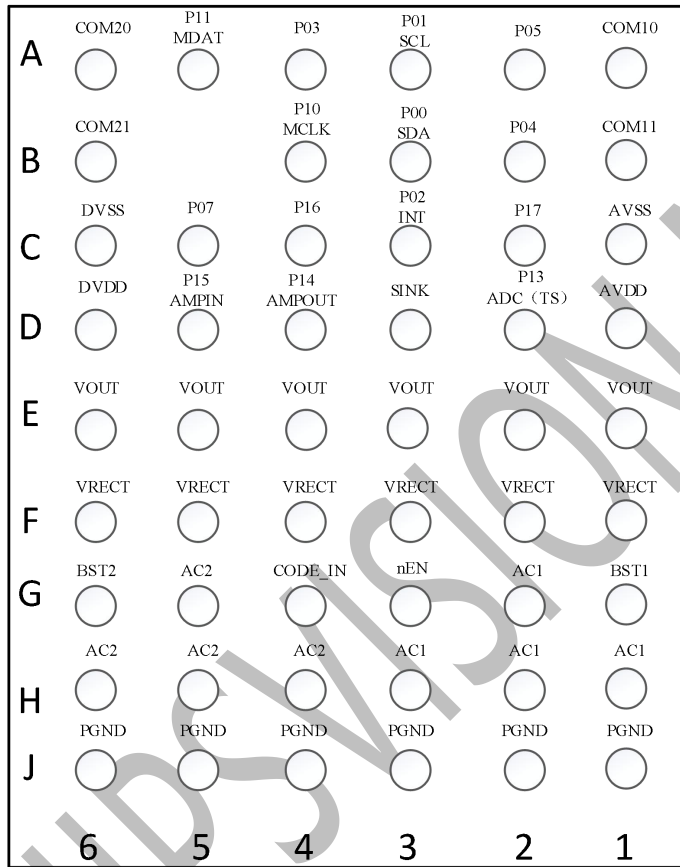 COM20 P11 P03 P01 P05 COM10
MDAT SCL
A
COM21 P10 P00 P04 COM11
MCLK SDA
B
DVSS P07 P16 P02 P17 AVSS
INT
C
DVDD P15 P14 SINK P13 AVDD
AMPIN AMPOUT ADC（TS）
D
VOUT VOUT VOUT VOUT VOUT VOUT
E
VRECT VRECT VRECT VRECT VRECT VRECT
F
BST2 AC2 CODE_IN nEN AC1 BST1
G
AC2 AC2 AC2 AC1 AC1 AC1
H
PGND PGND PGND PGND PGND PGND
J
6 5 4 3 2 1